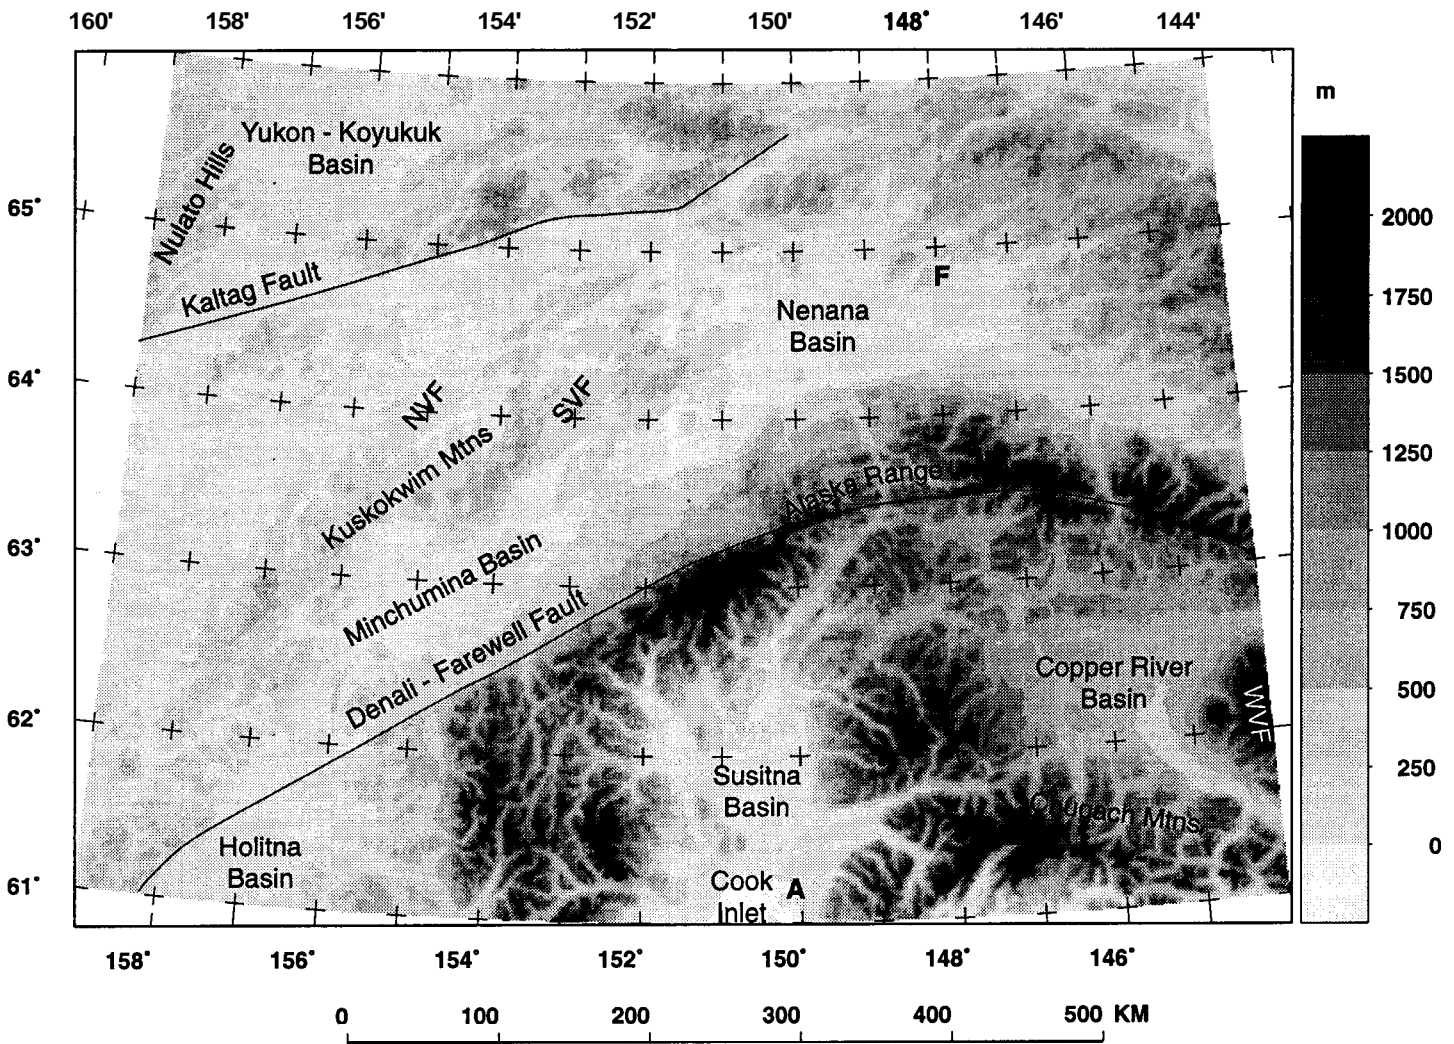 160'
158'
156'
154'
152'
150'
148°
146'
144'
m
Yukon - Koyukuk
Basin
Nulato Hills
65°
2000
Kaltag Fault
F
1750
Nenana
Basin
64°
1500
NVF
SVF
1250
Kuskokwim Mtns
Alaska Range
1000
63°
Minchumina Basin
750
Denali - Farewell Fault
Copper River
Basin
500
62°
WVF
250
Susitna
Basin
Chugach Mtns
0
Holitna
Basin
61°
Cook
Inlet
A
158°
156°
154°
152°
150°
148°
146°
0
100
200
300
400
500 KM